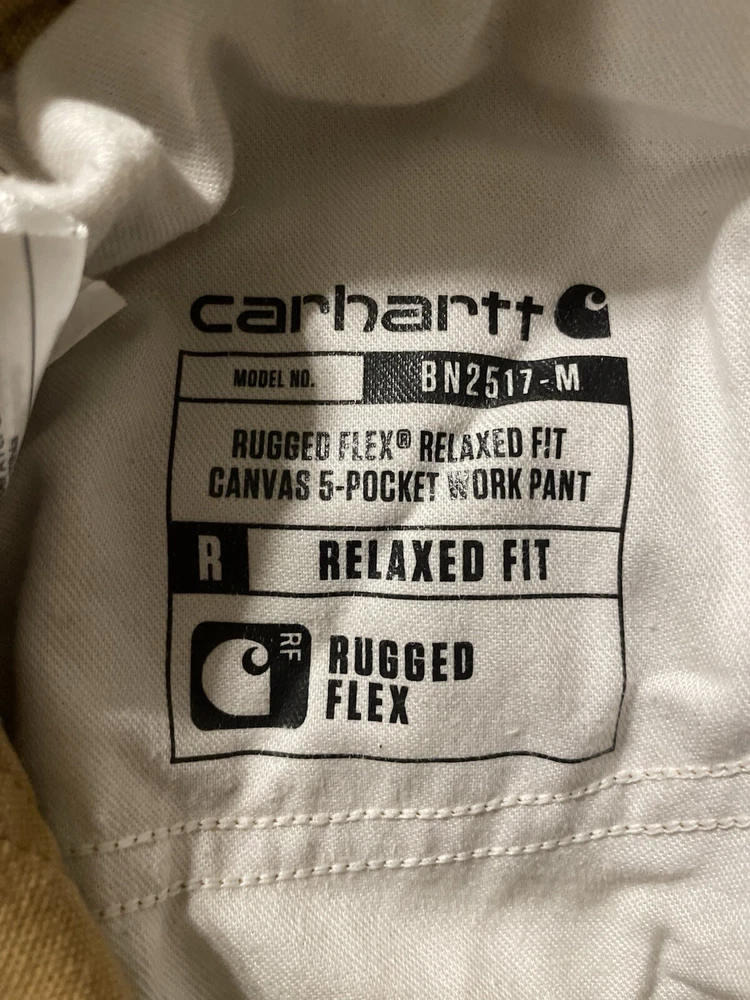 carhartt
MODEL NO. BN2517-M
RUGGED FLEX® RELAXED FIT
CANVAS 5-POCKET WORK PANT
R RELAXED FIT
RF
RUGGED
FLEX